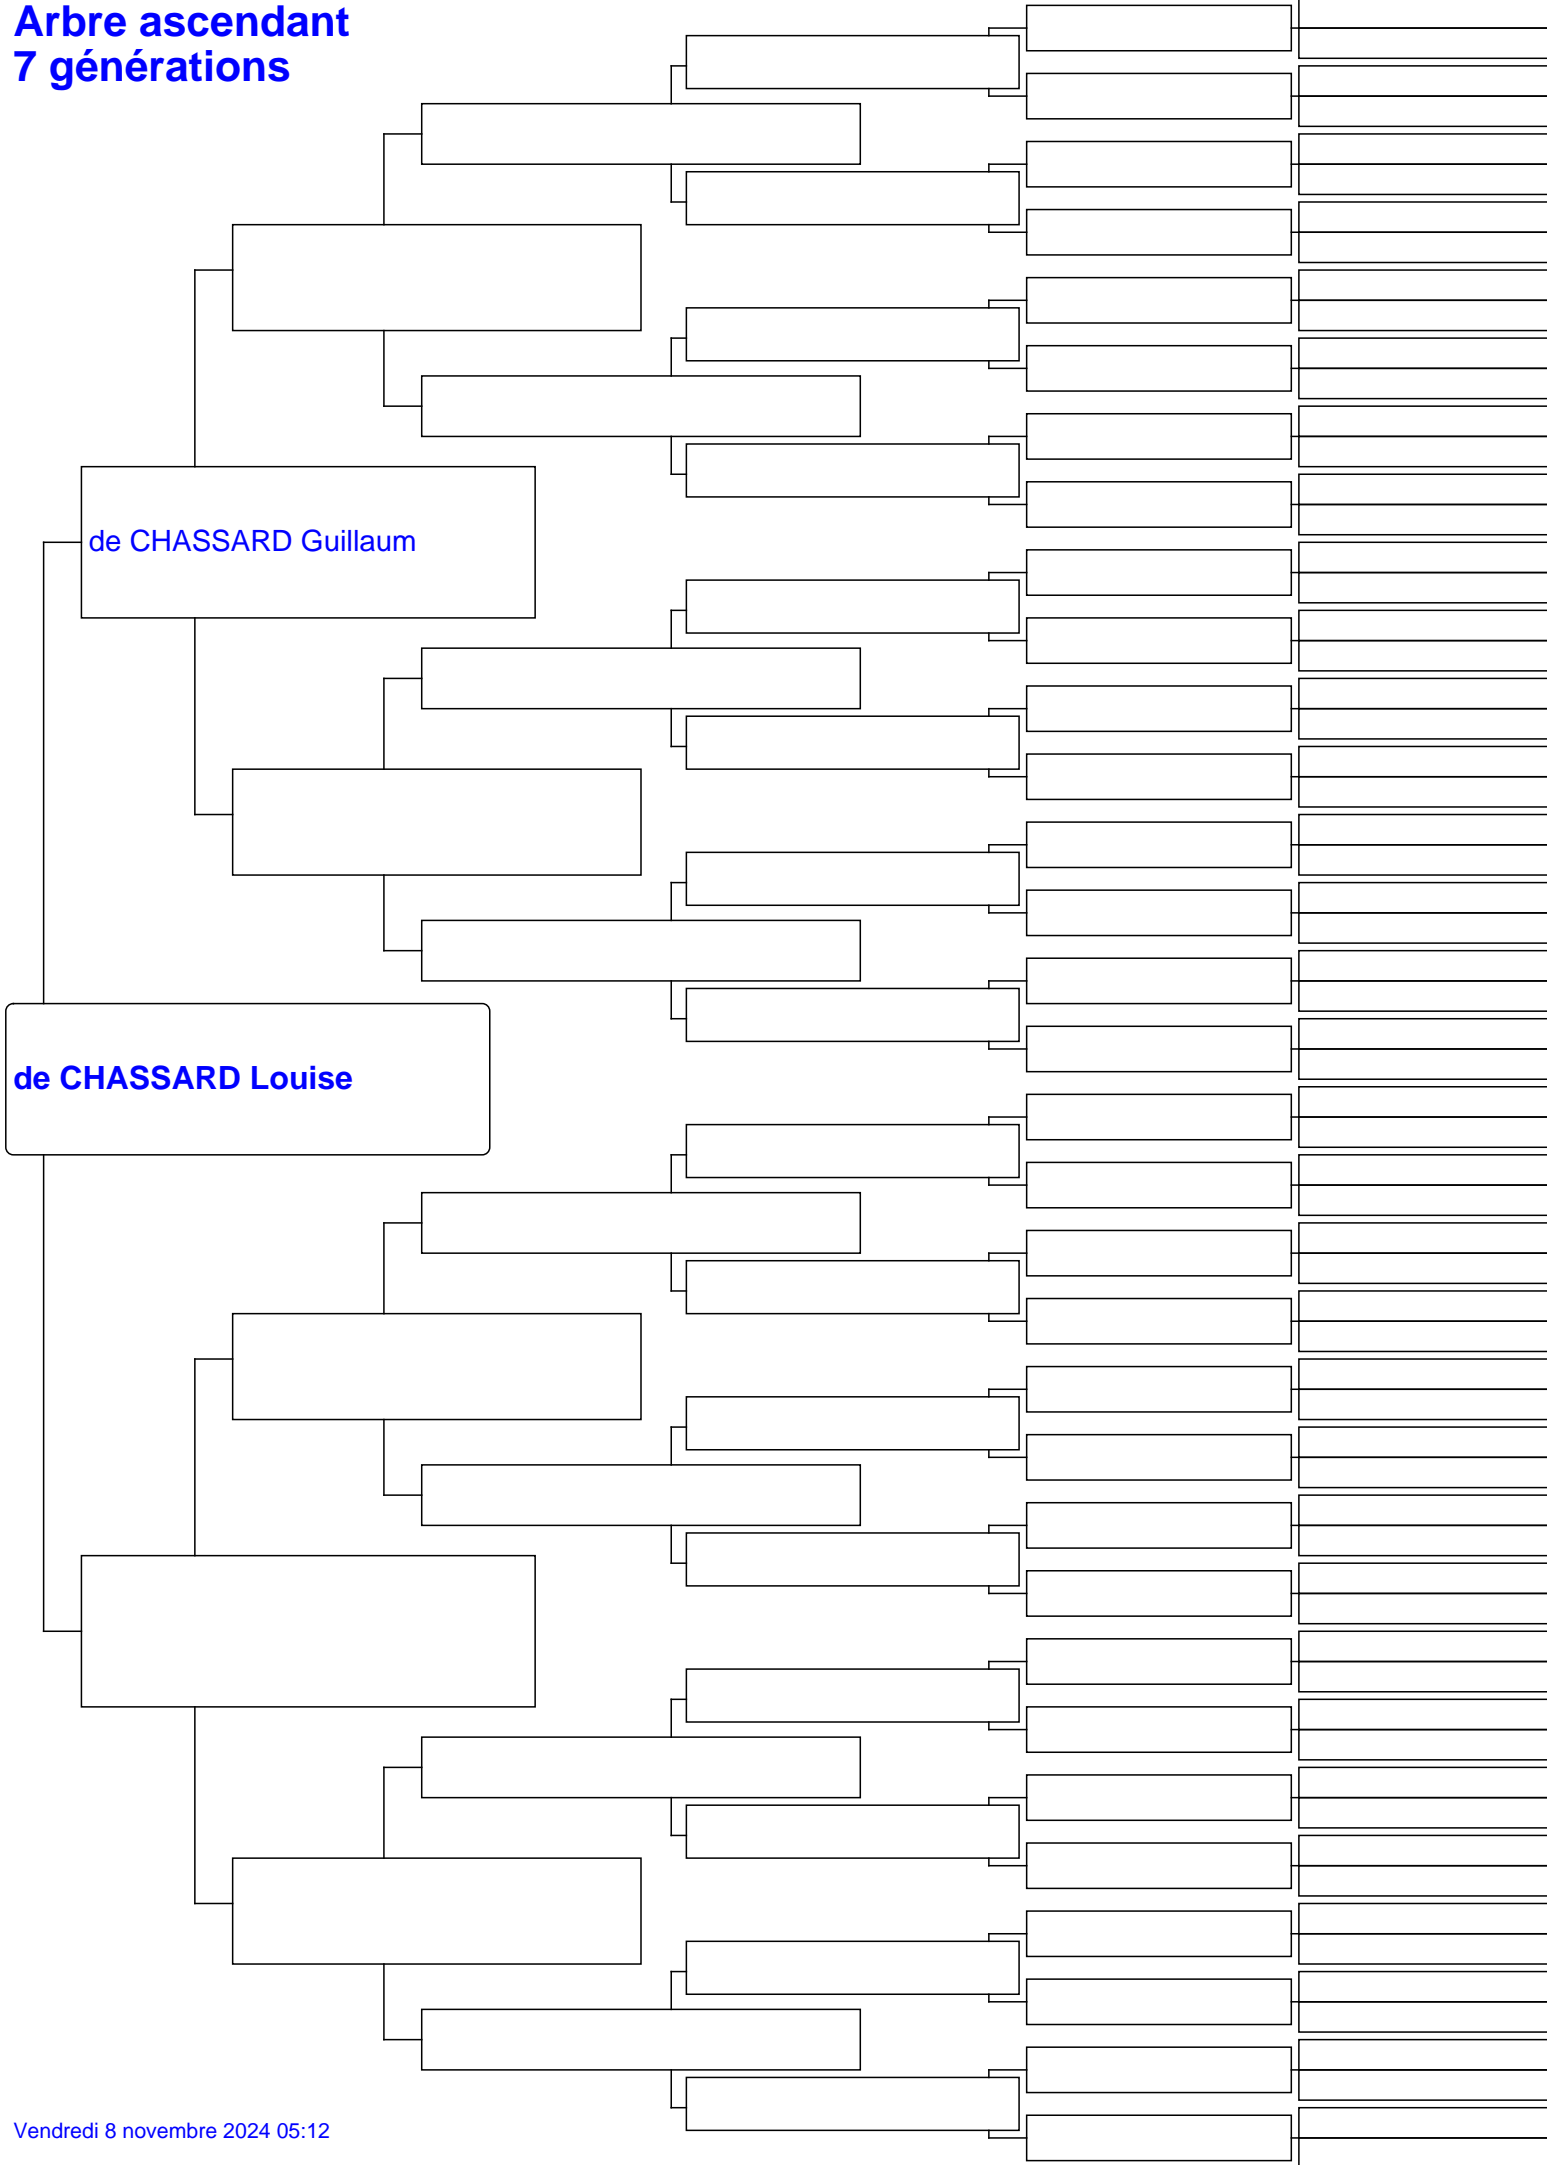 Arbre ascendant
7 générations
de CHASSARD Guillaum
de CHASSARD Louise
Vendredi 8 novembre 2024 05:12